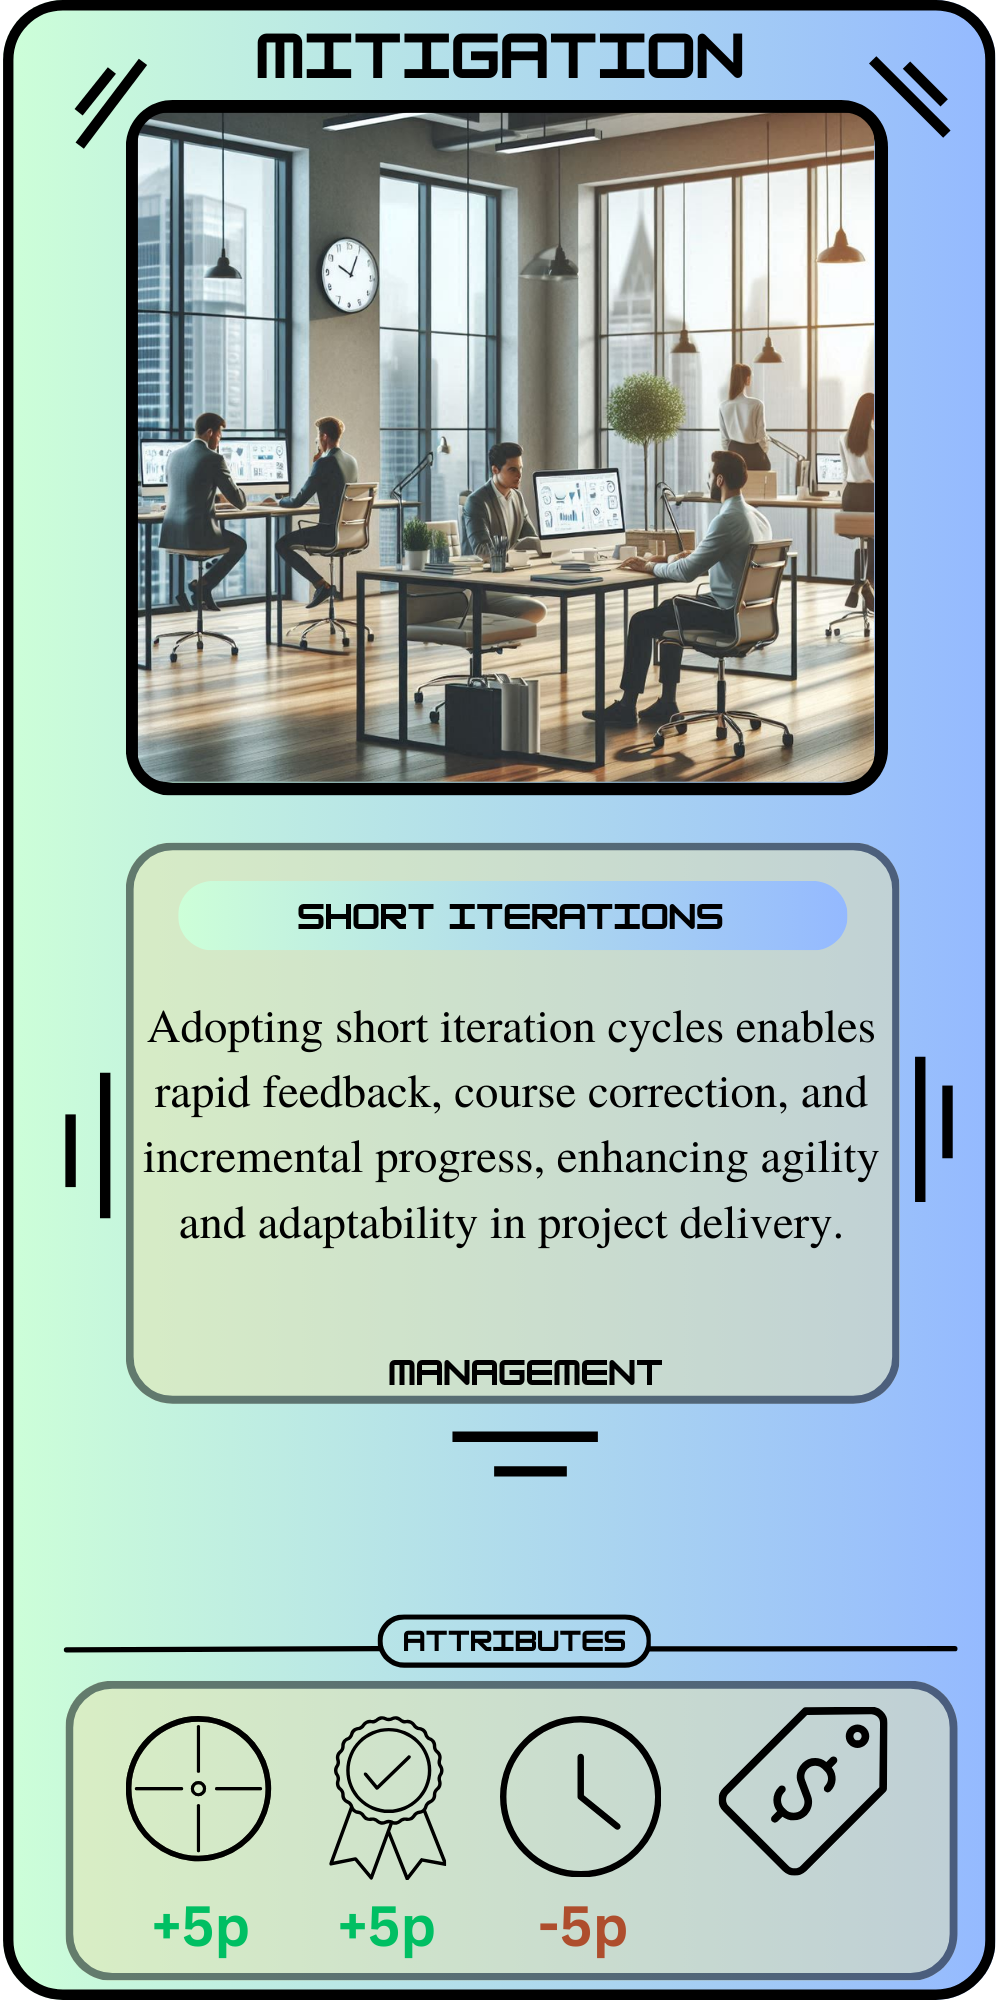 MITIGATION
SHORT ITERATIONS
Adopting short iteration cycles enables
rapid feedback, course correction, and
incremental progress, enhancing agility
and adaptability in project delivery.
MANAGEMENT
ATTRIBUTES
$
+5p +5p -5p